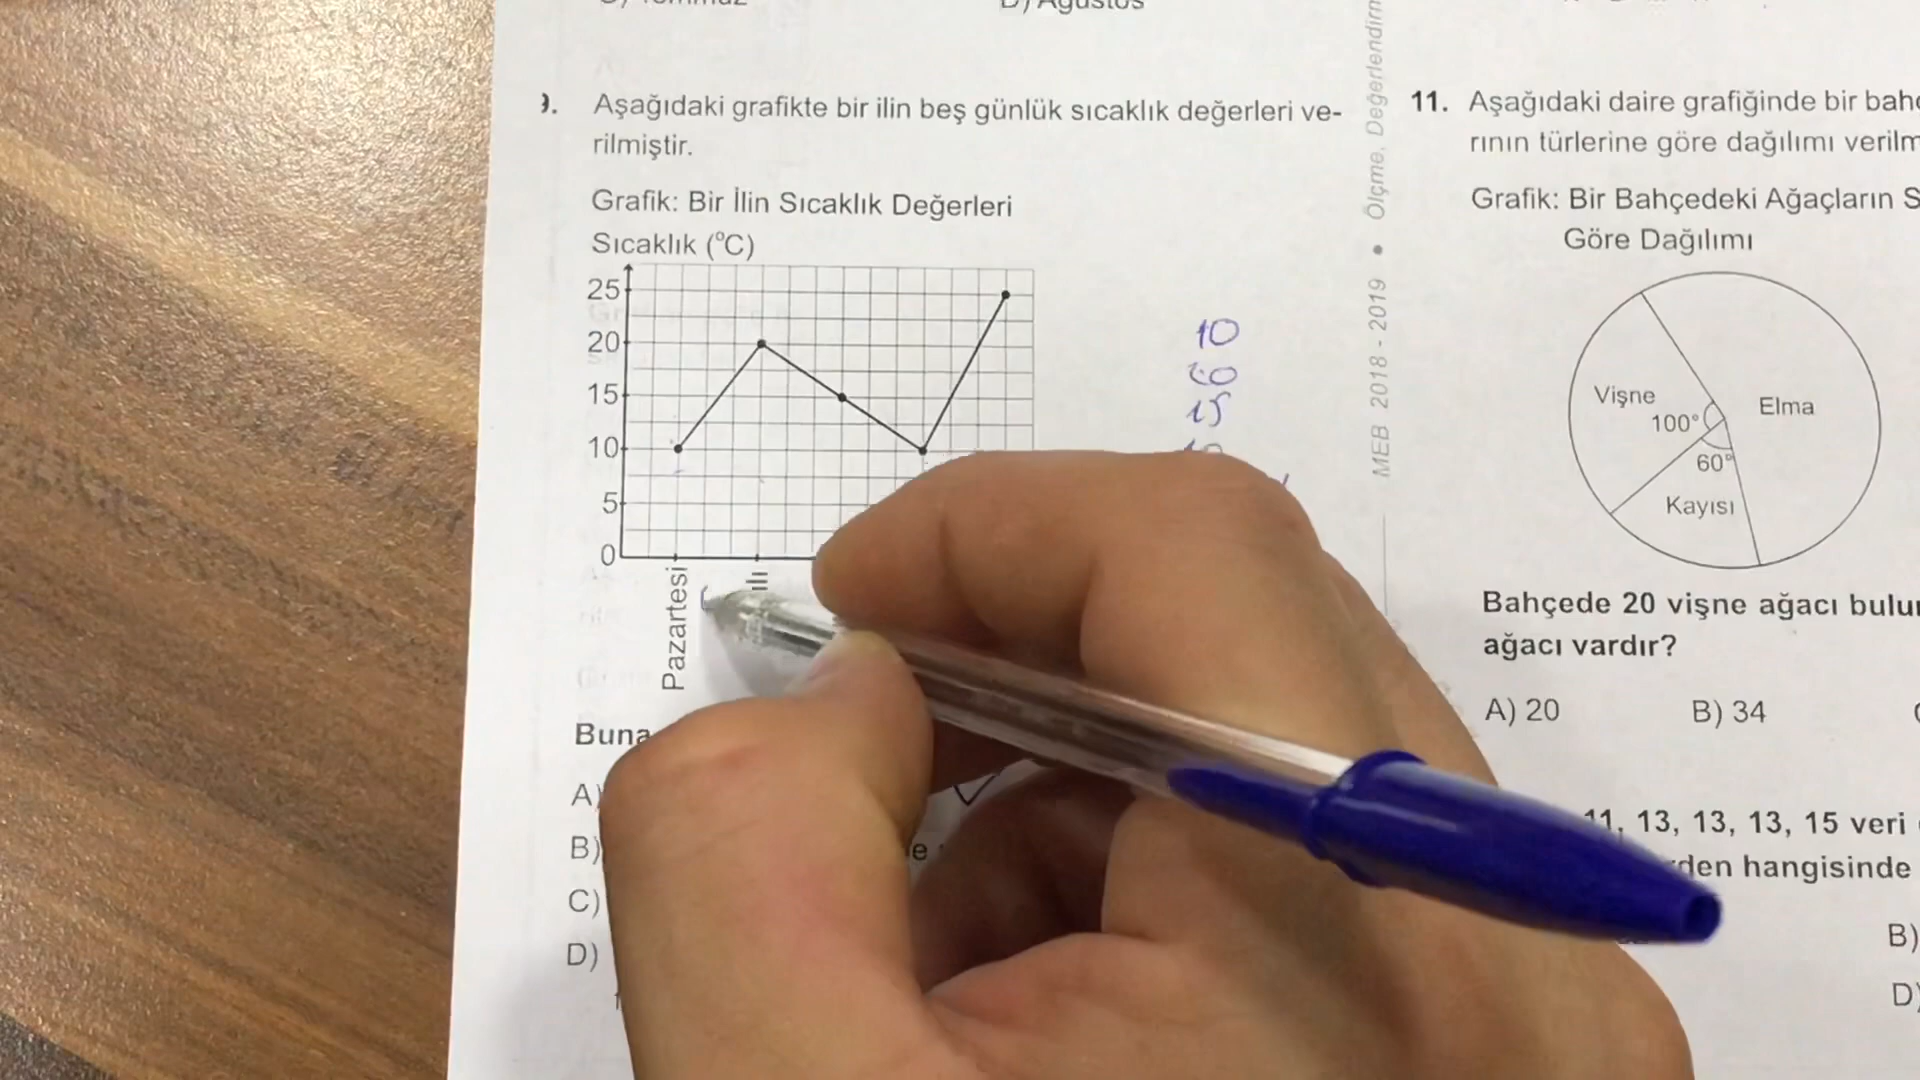 D) Ağustos
9. Aşağıdaki grafikte bir ilin beş günlük sıcaklık değerleri ve-
rilmiştir.
Grafik: Bir İlin Sıcaklık Değerleri
Sıcaklık (°C)
25
20
15
10
5
0
Pazartesi
10
15
Buna
A)
B)
C)
D)
MEB 2018 - 2019 • Ölçme, Değerlendirm
11. Aşağıdaki daire grafiğinde bir bah
rının türlerine göre dağılımı verilm
Grafik: Bir Bahçedeki Ağaçların S
Göre Dağılımı
Vişne
100°
Elma
60°
Kayısı
Bahçede 20 vişne ağacı bulu
ağacı vardır?
A) 20 B) 34
11, 13, 13, 13, 15 veri
den hangisinde
B)
D)